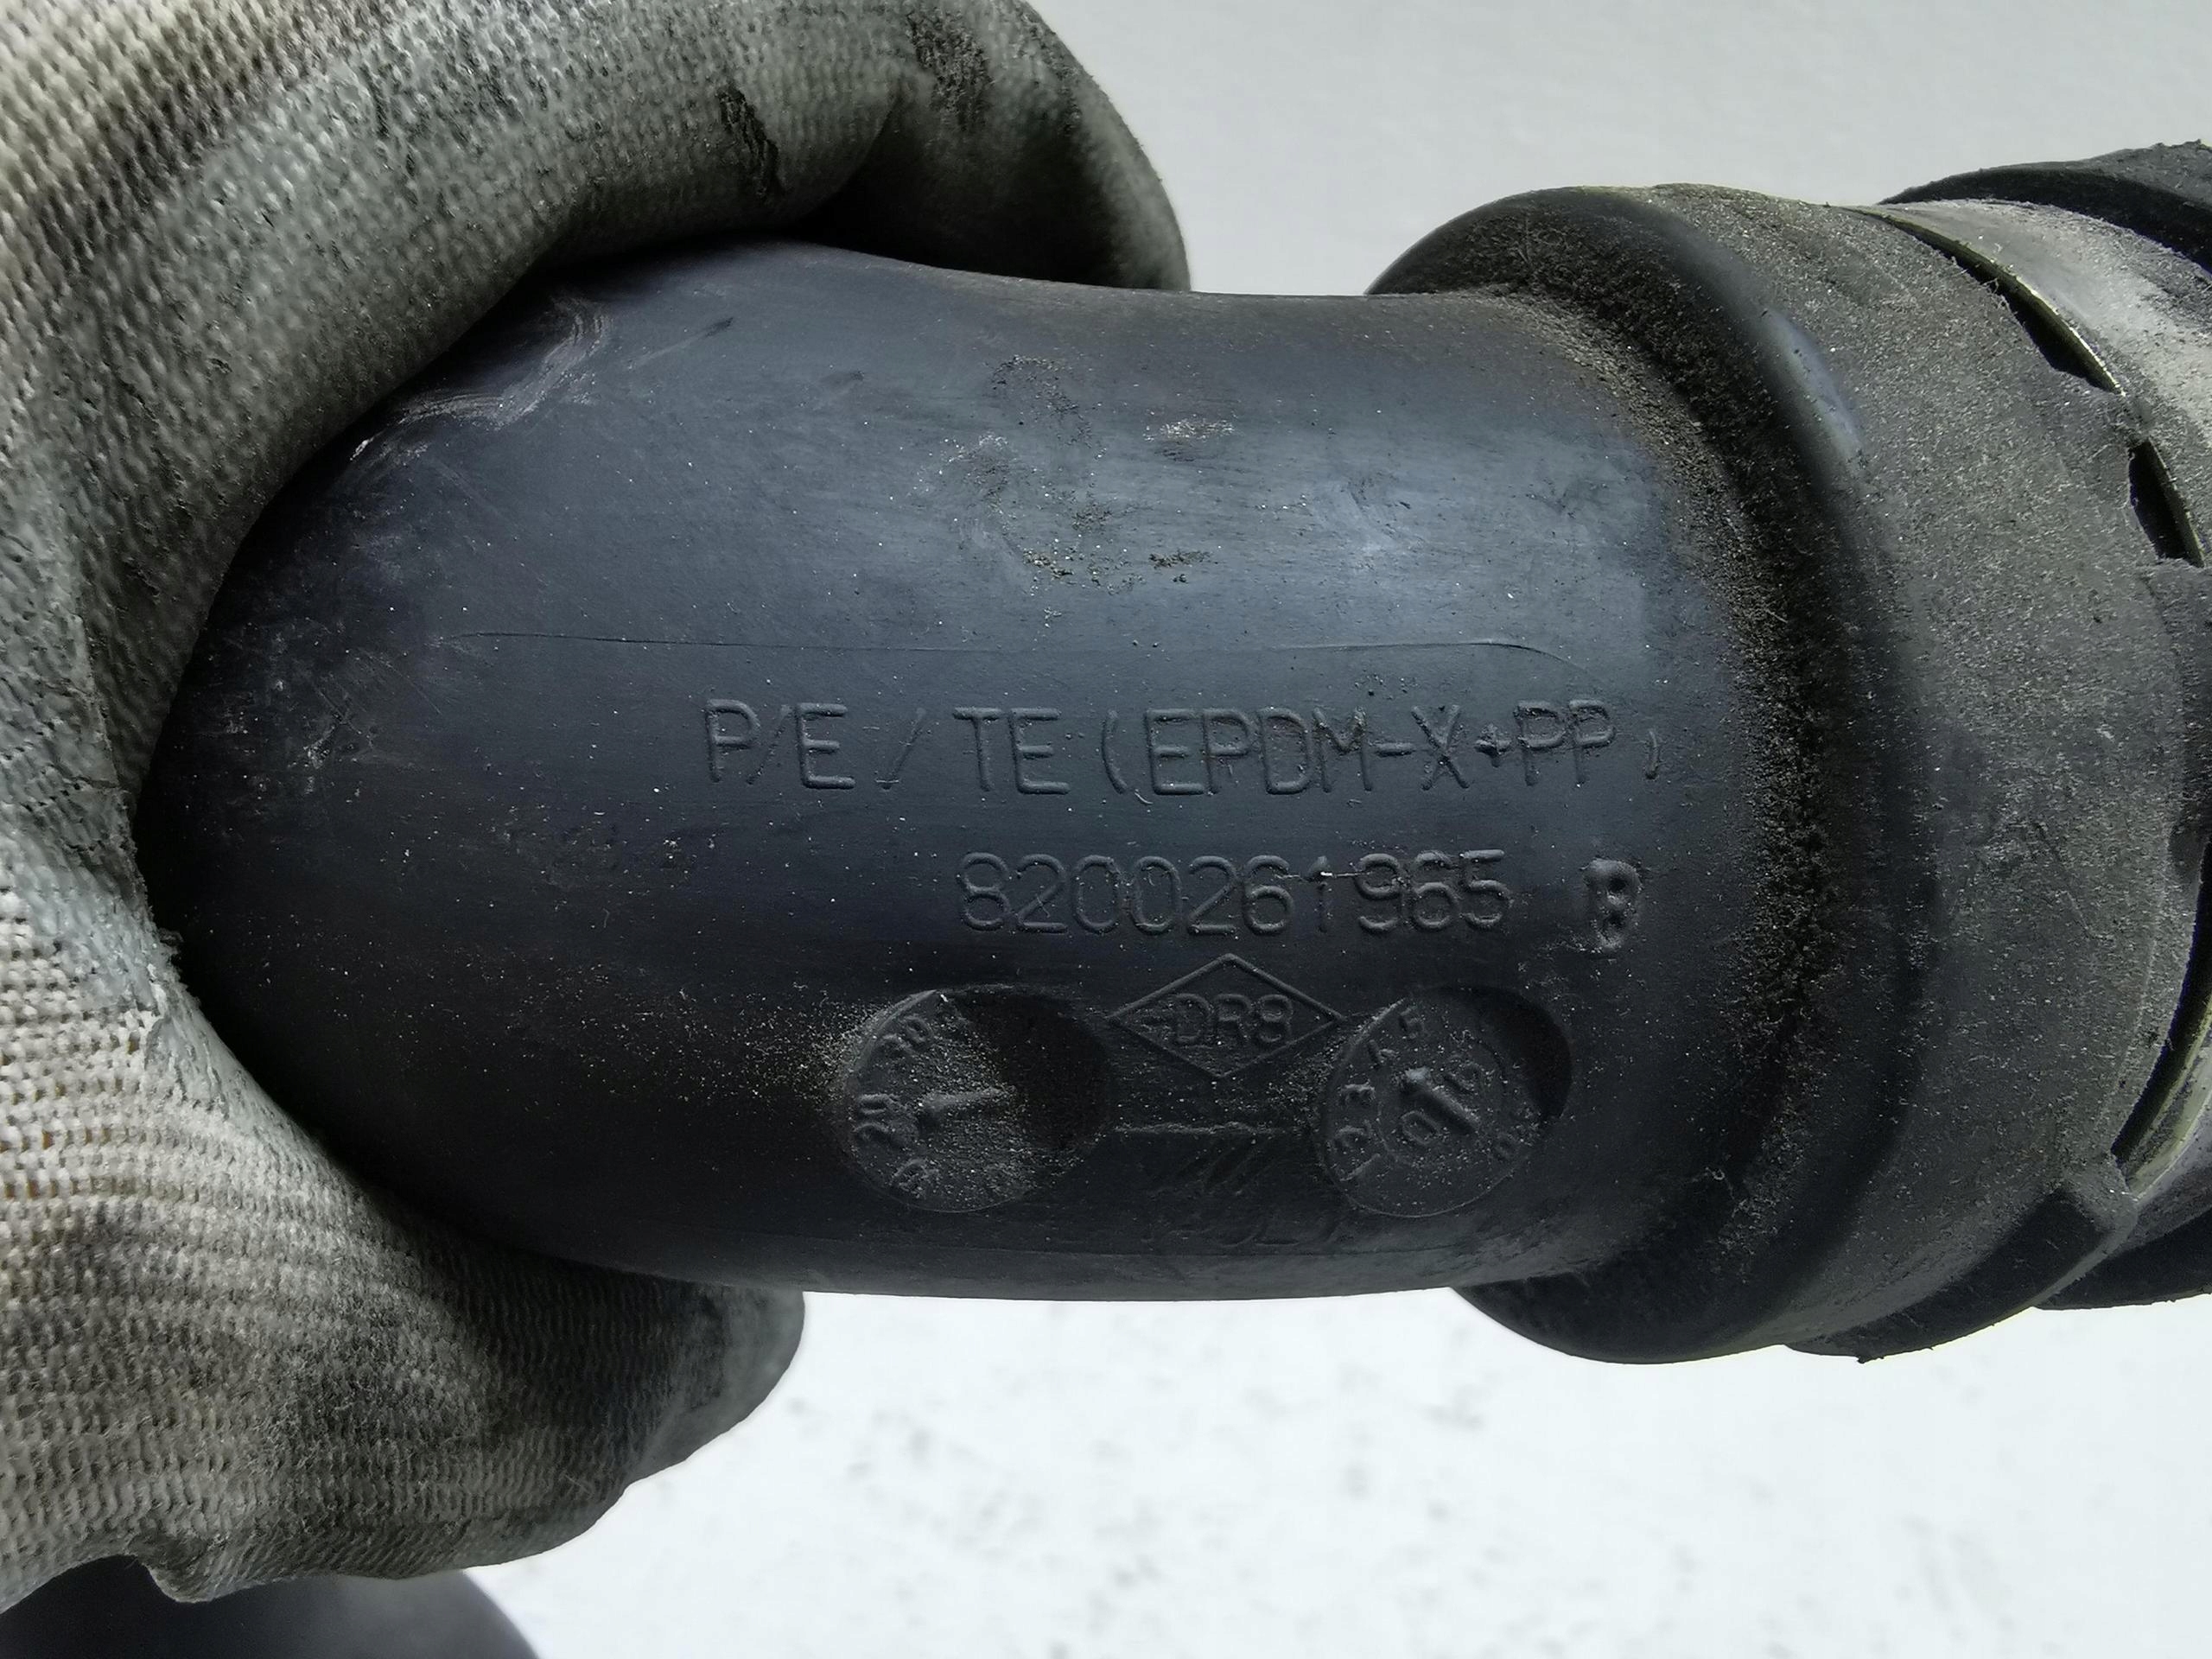 P/E / TE (EPDM-X+PP)
8200261965 B
DR8